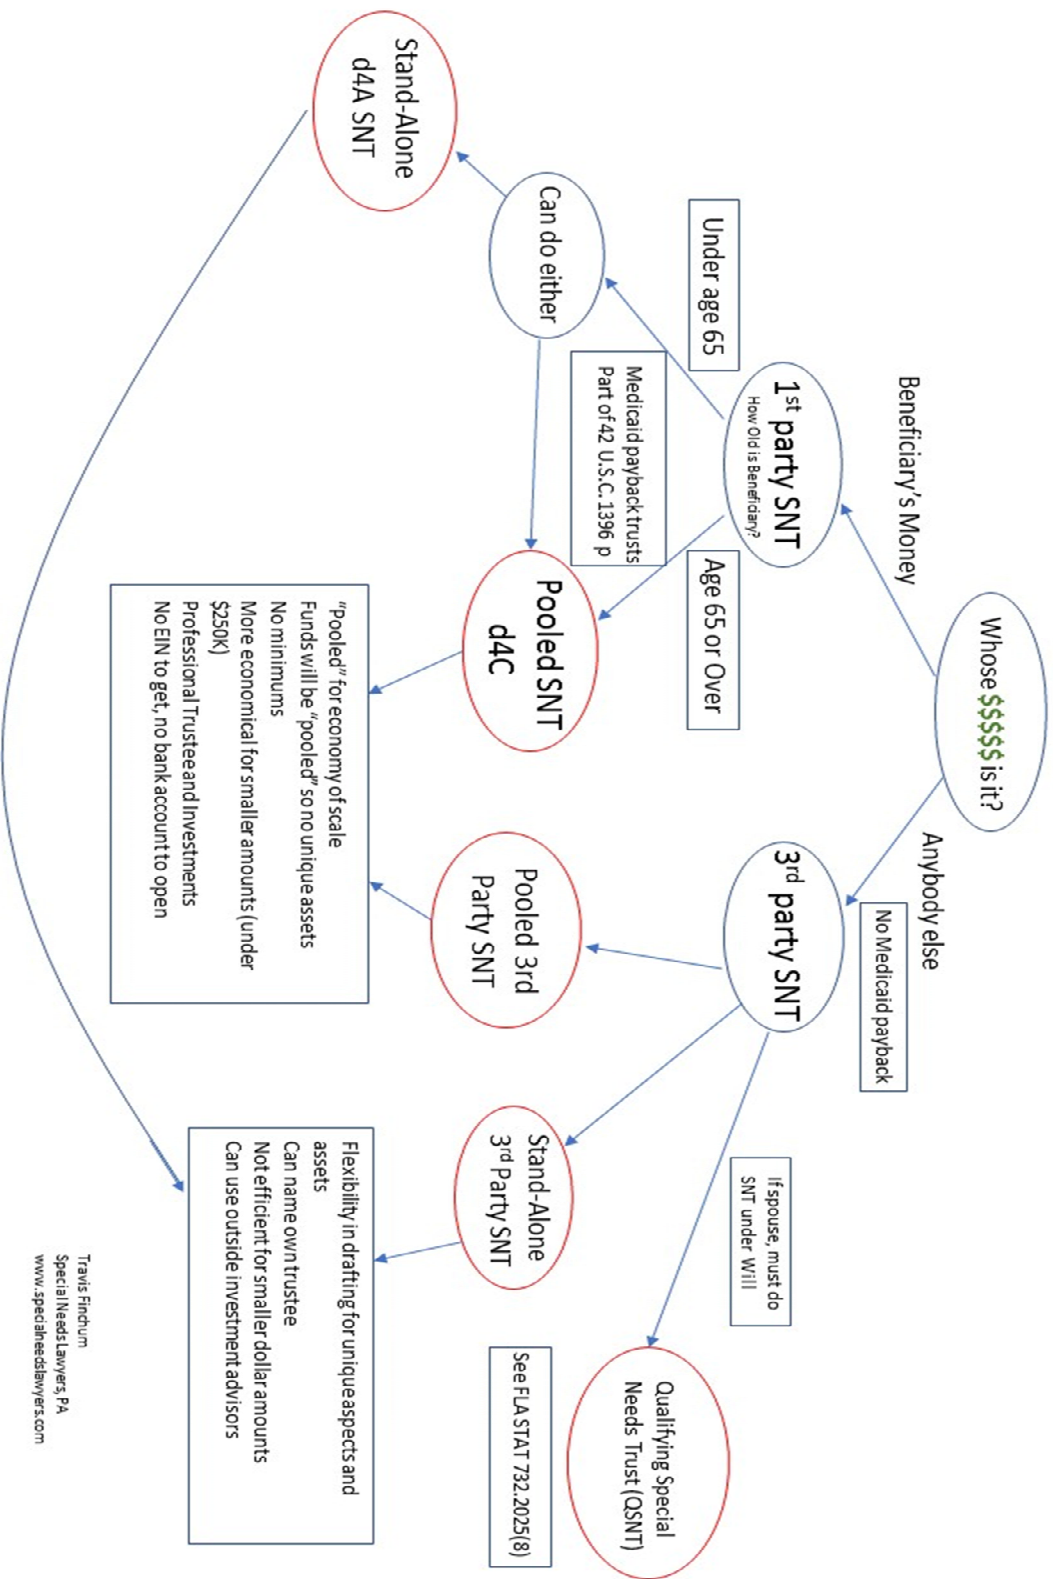 Whose $$$$$ is it?
Beneficiary's Money
Anybody else
No Medicaid payback
1st party SNT
How Old is Beneficiary?
3rd party SNT
Under age 65
Age 65 or Over
If spouse, must do
SNT under Will
Medicaid payback trusts
Part of 42 U.S.C. 1396 p
Can do either
Stand-Alone
d4A SNT
Pooled SNT
d4C
Pooled 3rd
Party SNT
Stand-Alone
3rd Party SNT
Qualifying Special
Needs Trust (QSNT)
See FLA STAT 732.2025(8)
"Pooled" for economy of scale
Funds will be "pooled" so no unique assets
No minimums
More economical for smaller amounts (under
$250K)
Professional Trustee and Investments
No EIN to get, no bank account to open
Flexibility in drafting for unique aspects and
assets
Can name own trustee
Not efficient for smaller dollar amounts
Can use outside investment advisors
Travis Finchum
Special Needs Lawyers, PA
www.specialneedslawyers.com